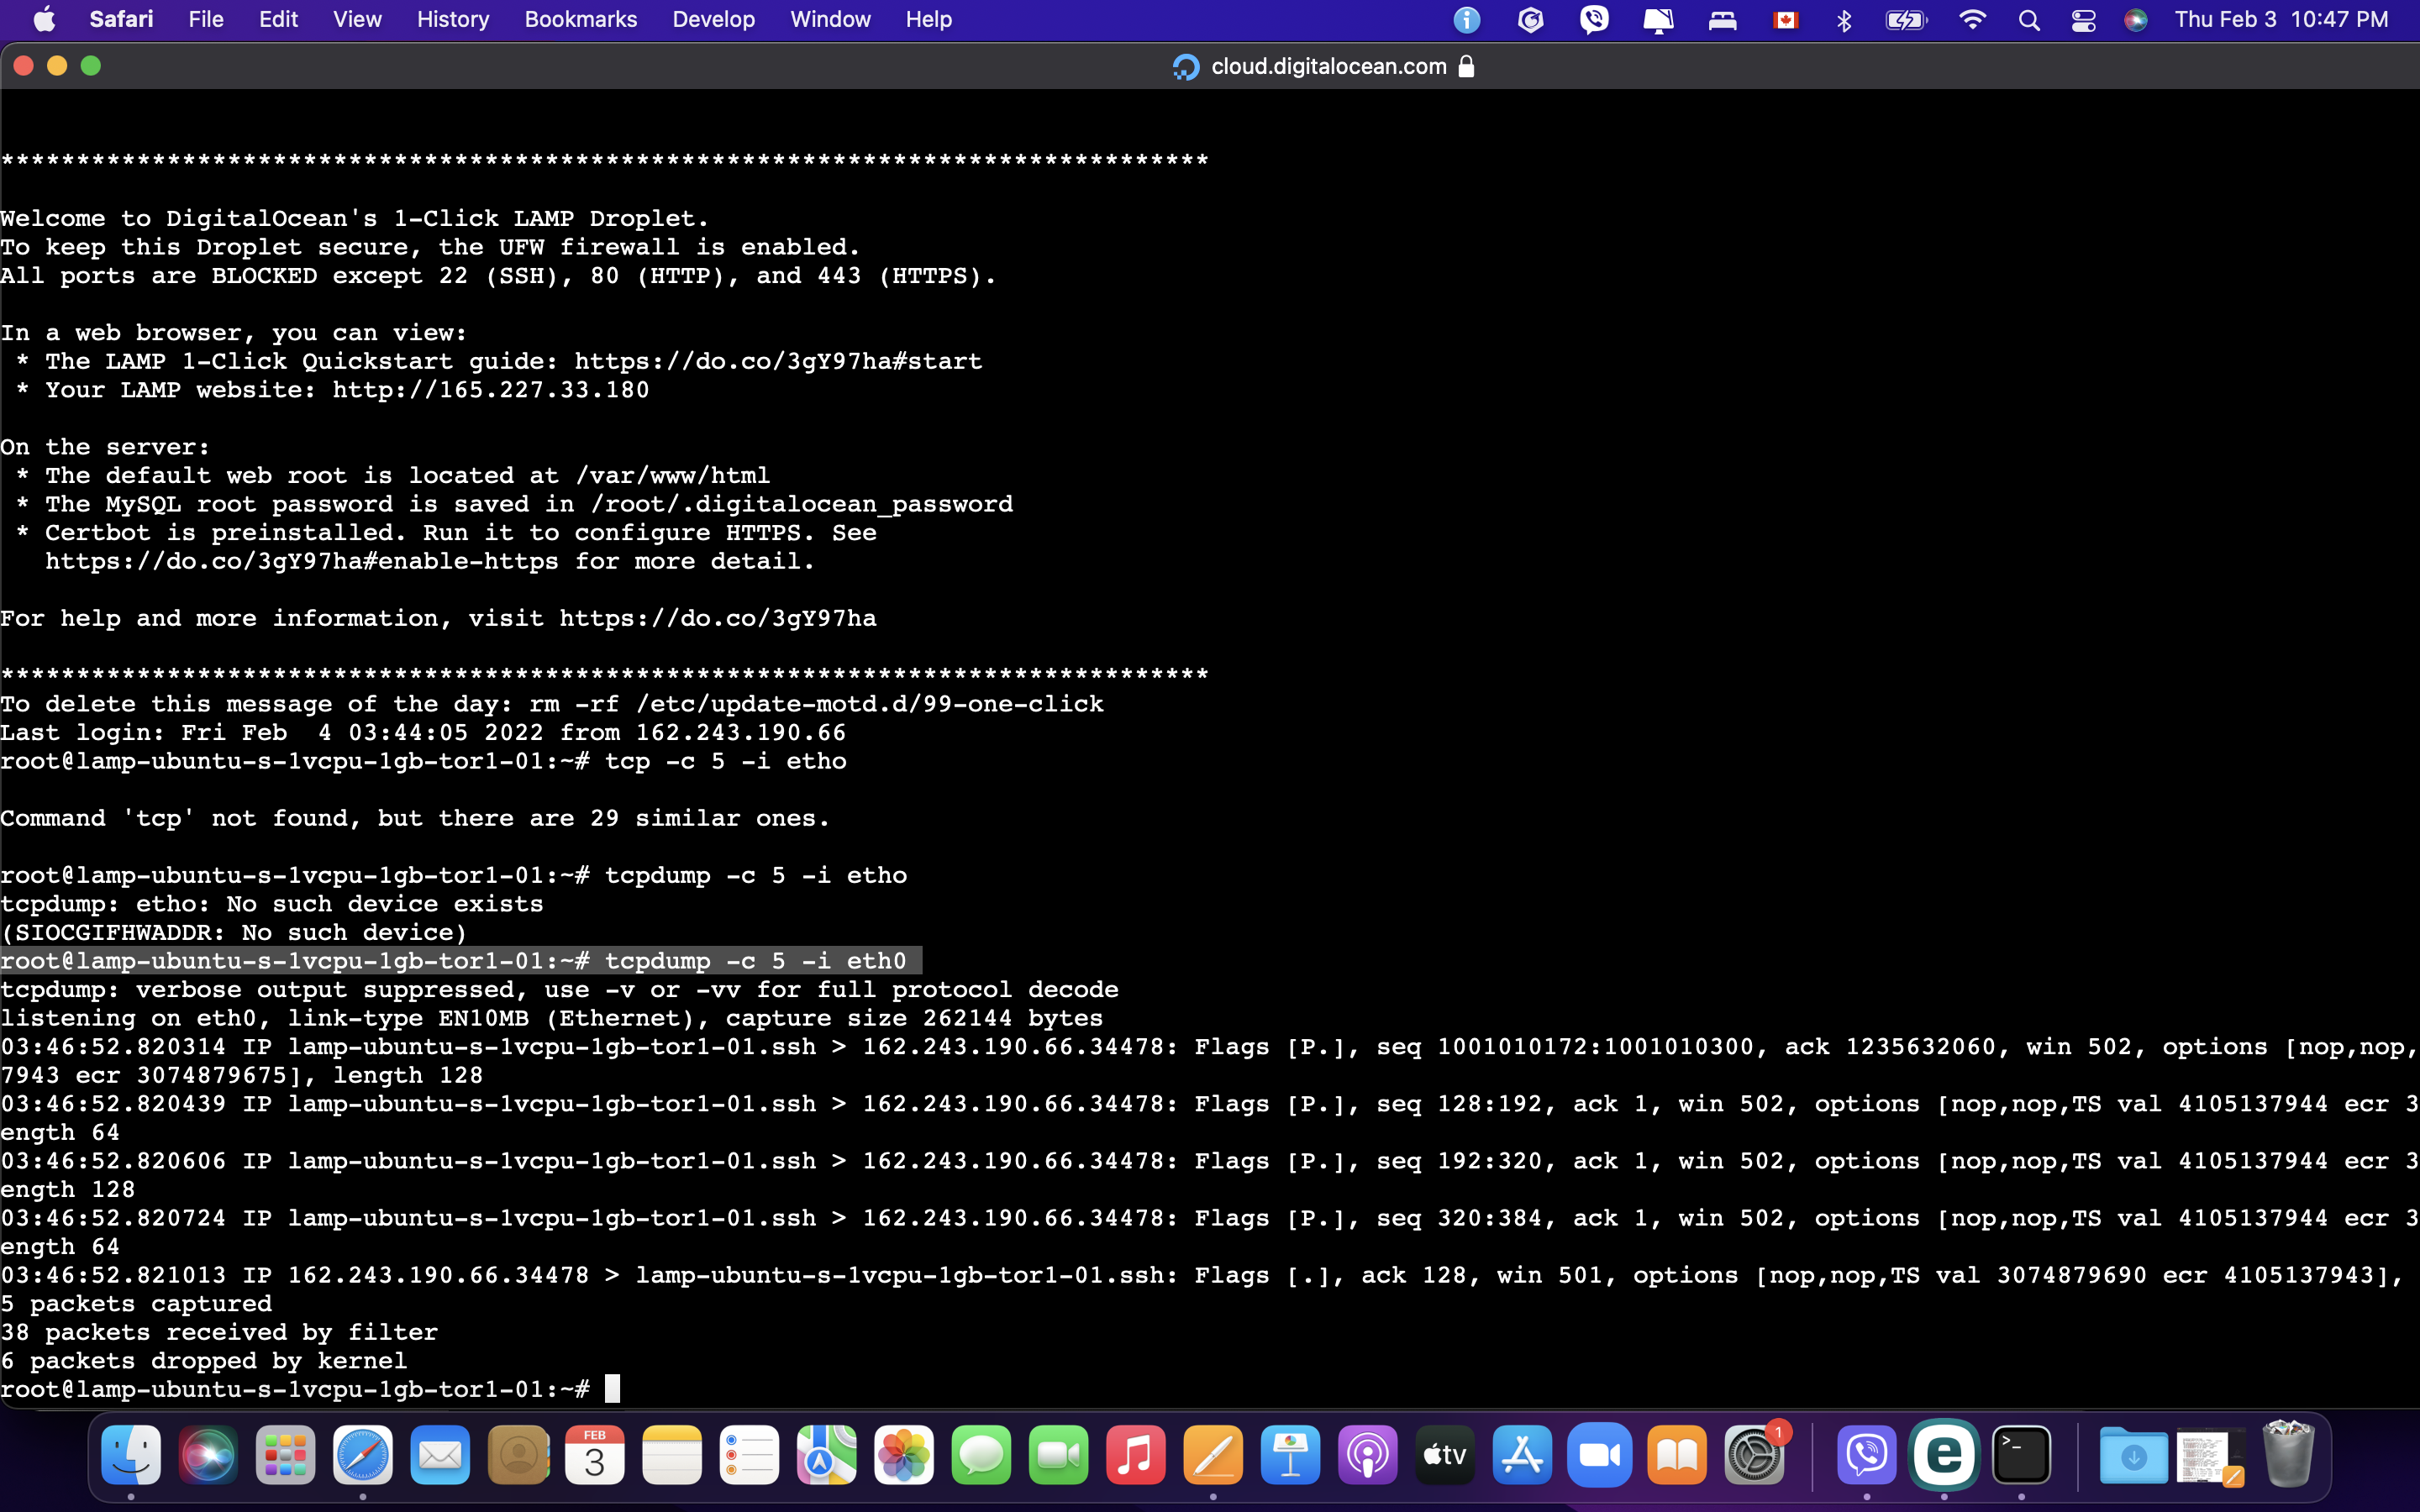 Safari File Edit View History Bookmarks Develop Window Help Thu Feb 3 10:47 PM
cloud.digitalocean.com
********************************************************************************
Welcome to DigitalOcean's 1-Click LAMP Droplet.
To keep this Droplet secure, the UFW firewall is enabled.
All ports are BLOCKED except 22 (SSH), 80 (HTTP), and 443 (HTTPS).
In a web browser, you can view:
* The LAMP 1-Click Quickstart guide: https://do.co/3gY97ha#start
* Your LAMP website: http://165.227.33.180
On the server:
* The default web root is located at /var/www/html
* The MySQL root password is saved in /root/.digitalocean_password
* Certbot is preinstalled. Run it to configure HTTPS. See
https://do.co/3gY97ha#enable-https for more detail.
For help and more information, visit https://do.co/3gY97ha
********************************************************************************
To delete this message of the day: rm -rf /etc/update-motd.d/99-one-click
Last login: Fri Feb  4 03:44:05 2022 from 162.243.190.66
root@lamp-ubuntu-s-1vcpu-1gb-tor1-01:~# tcp -c 5 -i etho
Command 'tcp' not found, but there are 29 similar ones.
root@lamp-ubuntu-s-1vcpu-1gb-tor1-01:~# tcpdump -c 5 -i etho
tcpdump: etho: No such device exists
(SIOCGIFHWADDR: No such device)
root@lamp-ubuntu-s-1vcpu-1gb-tor1-01:~# tcpdump -c 5 -i eth0
tcpdump: verbose output suppressed, use -v or -vv for full protocol decode
listening on eth0, link-type EN10MB (Ethernet), capture size 262144 bytes
03:46:52.820314 IP lamp-ubuntu-s-1vcpu-1gb-tor1-01.ssh > 162.243.190.66.34478: Flags [P.], seq 1001010172:1001010300, ack 1235632060, win 502, options [nop,nop,
7943 ecr 3074879675], length 128
03:46:52.820439 IP lamp-ubuntu-s-1vcpu-1gb-tor1-01.ssh > 162.243.190.66.34478: Flags [P.], seq 128:192, ack 1, win 502, options [nop,nop,TS val 4105137944 ecr 3
ength 64
03:46:52.820606 IP lamp-ubuntu-s-1vcpu-1gb-tor1-01.ssh > 162.243.190.66.34478: Flags [P.], seq 192:320, ack 1, win 502, options [nop,nop,TS val 4105137944 ecr 3
ength 128
03:46:52.820724 IP lamp-ubuntu-s-1vcpu-1gb-tor1-01.ssh > 162.243.190.66.34478: Flags [P.], seq 320:384, ack 1, win 502, options [nop,nop,TS val 4105137944 ecr 3
ength 64
03:46:52.821013 IP 162.243.190.66.34478 > lamp-ubuntu-s-1vcpu-1gb-tor1-01.ssh: Flags [.], ack 128, win 501, options [nop,nop,TS val 3074879690 ecr 4105137943],
5 packets captured
38 packets received by filter
6 packets dropped by kernel
root@lamp-ubuntu-s-1vcpu-1gb-tor1-01:~#
FEB
3
tv
1
e
>_